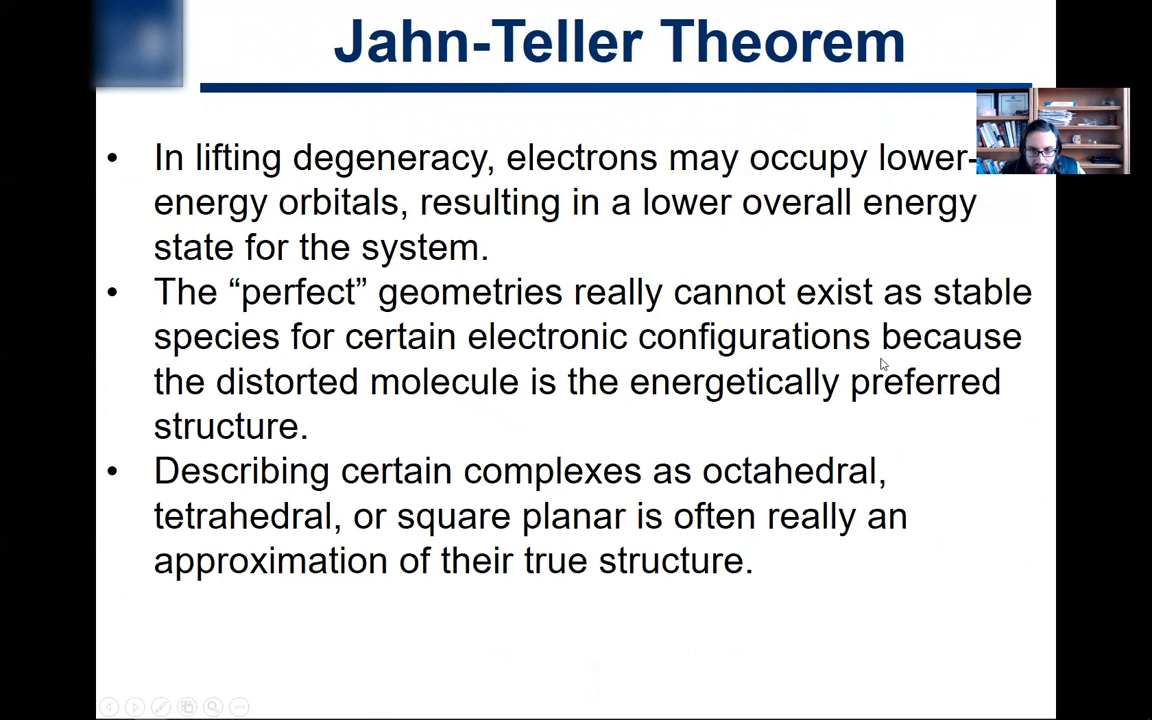 Jahn-Teller Theorem
• In lifting degeneracy, electrons may occupy lower-
energy orbitals, resulting in a lower overall energy
state for the system.
• The “perfect” geometries really cannot exist as stable
species for certain electronic configurations because
the distorted molecule is the energetically preferred
structure.
• Describing certain complexes as octahedral,
tetrahedral, or square planar is often really an
approximation of their true structure.